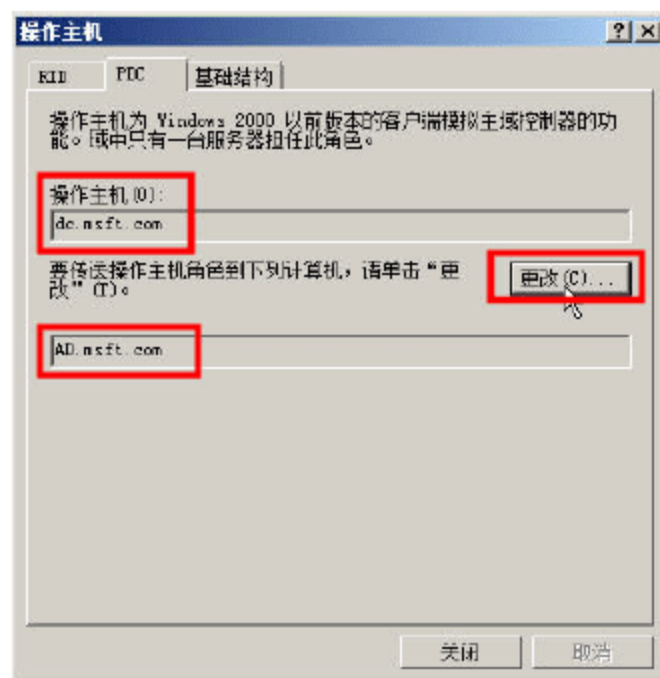 操作主机
RID PDC 基础结构
操作主机为 Windows 2000 以前版本的客户端模拟主域控制器的功
能。域中只有一台服务器担任此角色。
操作主机(O):
dc.msft.com
要传送操作主机角色到下列计算机，请单击“更
改”(T)。
更改(C)...
AD.msft.com
关闭 取消